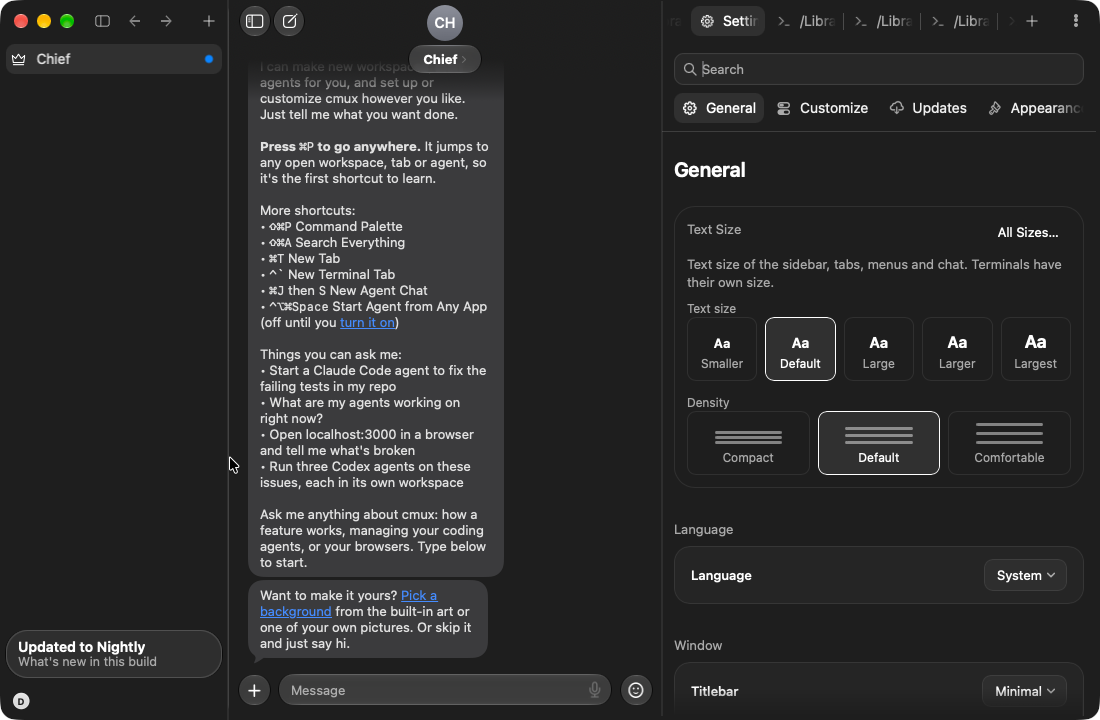 Chief
Updated to Nightly
What's new in this build
D
CH
Chief
agents for you, and set up or
customize cmux however you like.
Just tell me what you want done.
Press ⌘P to go anywhere. It jumps to
any open workspace, tab or agent, so
it's the first shortcut to learn.
More shortcuts:
• ⇧⌘P Command Palette
• ⇧⌘A Search Everything
• ⌘T New Tab
• ^` New Terminal Tab
• ⌘J then S New Agent Chat
• ^⌥⌘Space Start Agent from Any App
(off until you turn it on)
Things you can ask me:
• Start a Claude Code agent to fix the
failing tests in my repo
• What are my agents working on
right now?
• Open localhost:3000 in a browser
and tell me what's broken
• Run three Codex agents on these
issues, each in its own workspace
Ask me anything about cmux: how a
feature works, managing your coding
agents, or your browsers. Type below
to start.
Want to make it yours? Pick a
background from the built-in art or
one of your own pictures. Or skip it
and just say hi.
Message
Search
General
Customize
Updates
General
Text Size
All Sizes...
Text size of the sidebar, tabs, menus and chat. Terminals have
their own size.
Text size
Aa Aa Aa Aa Aa
Smaller Default Large Larger Largest
Density
Compact Default Comfortable
Language
Language System
Window
Titlebar Minimal